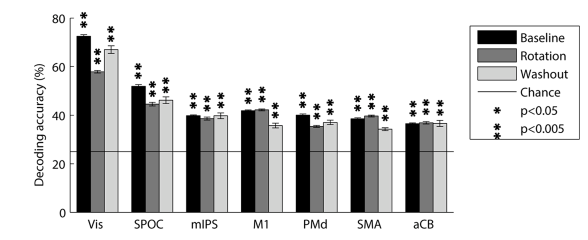 Decoding accuracy (%)
80
60
40
20
0
Vis SPOC mIPS M1 PMd SMA aCB
Baseline
Rotation
Washout
Chance
* p<0.05
** p<0.005